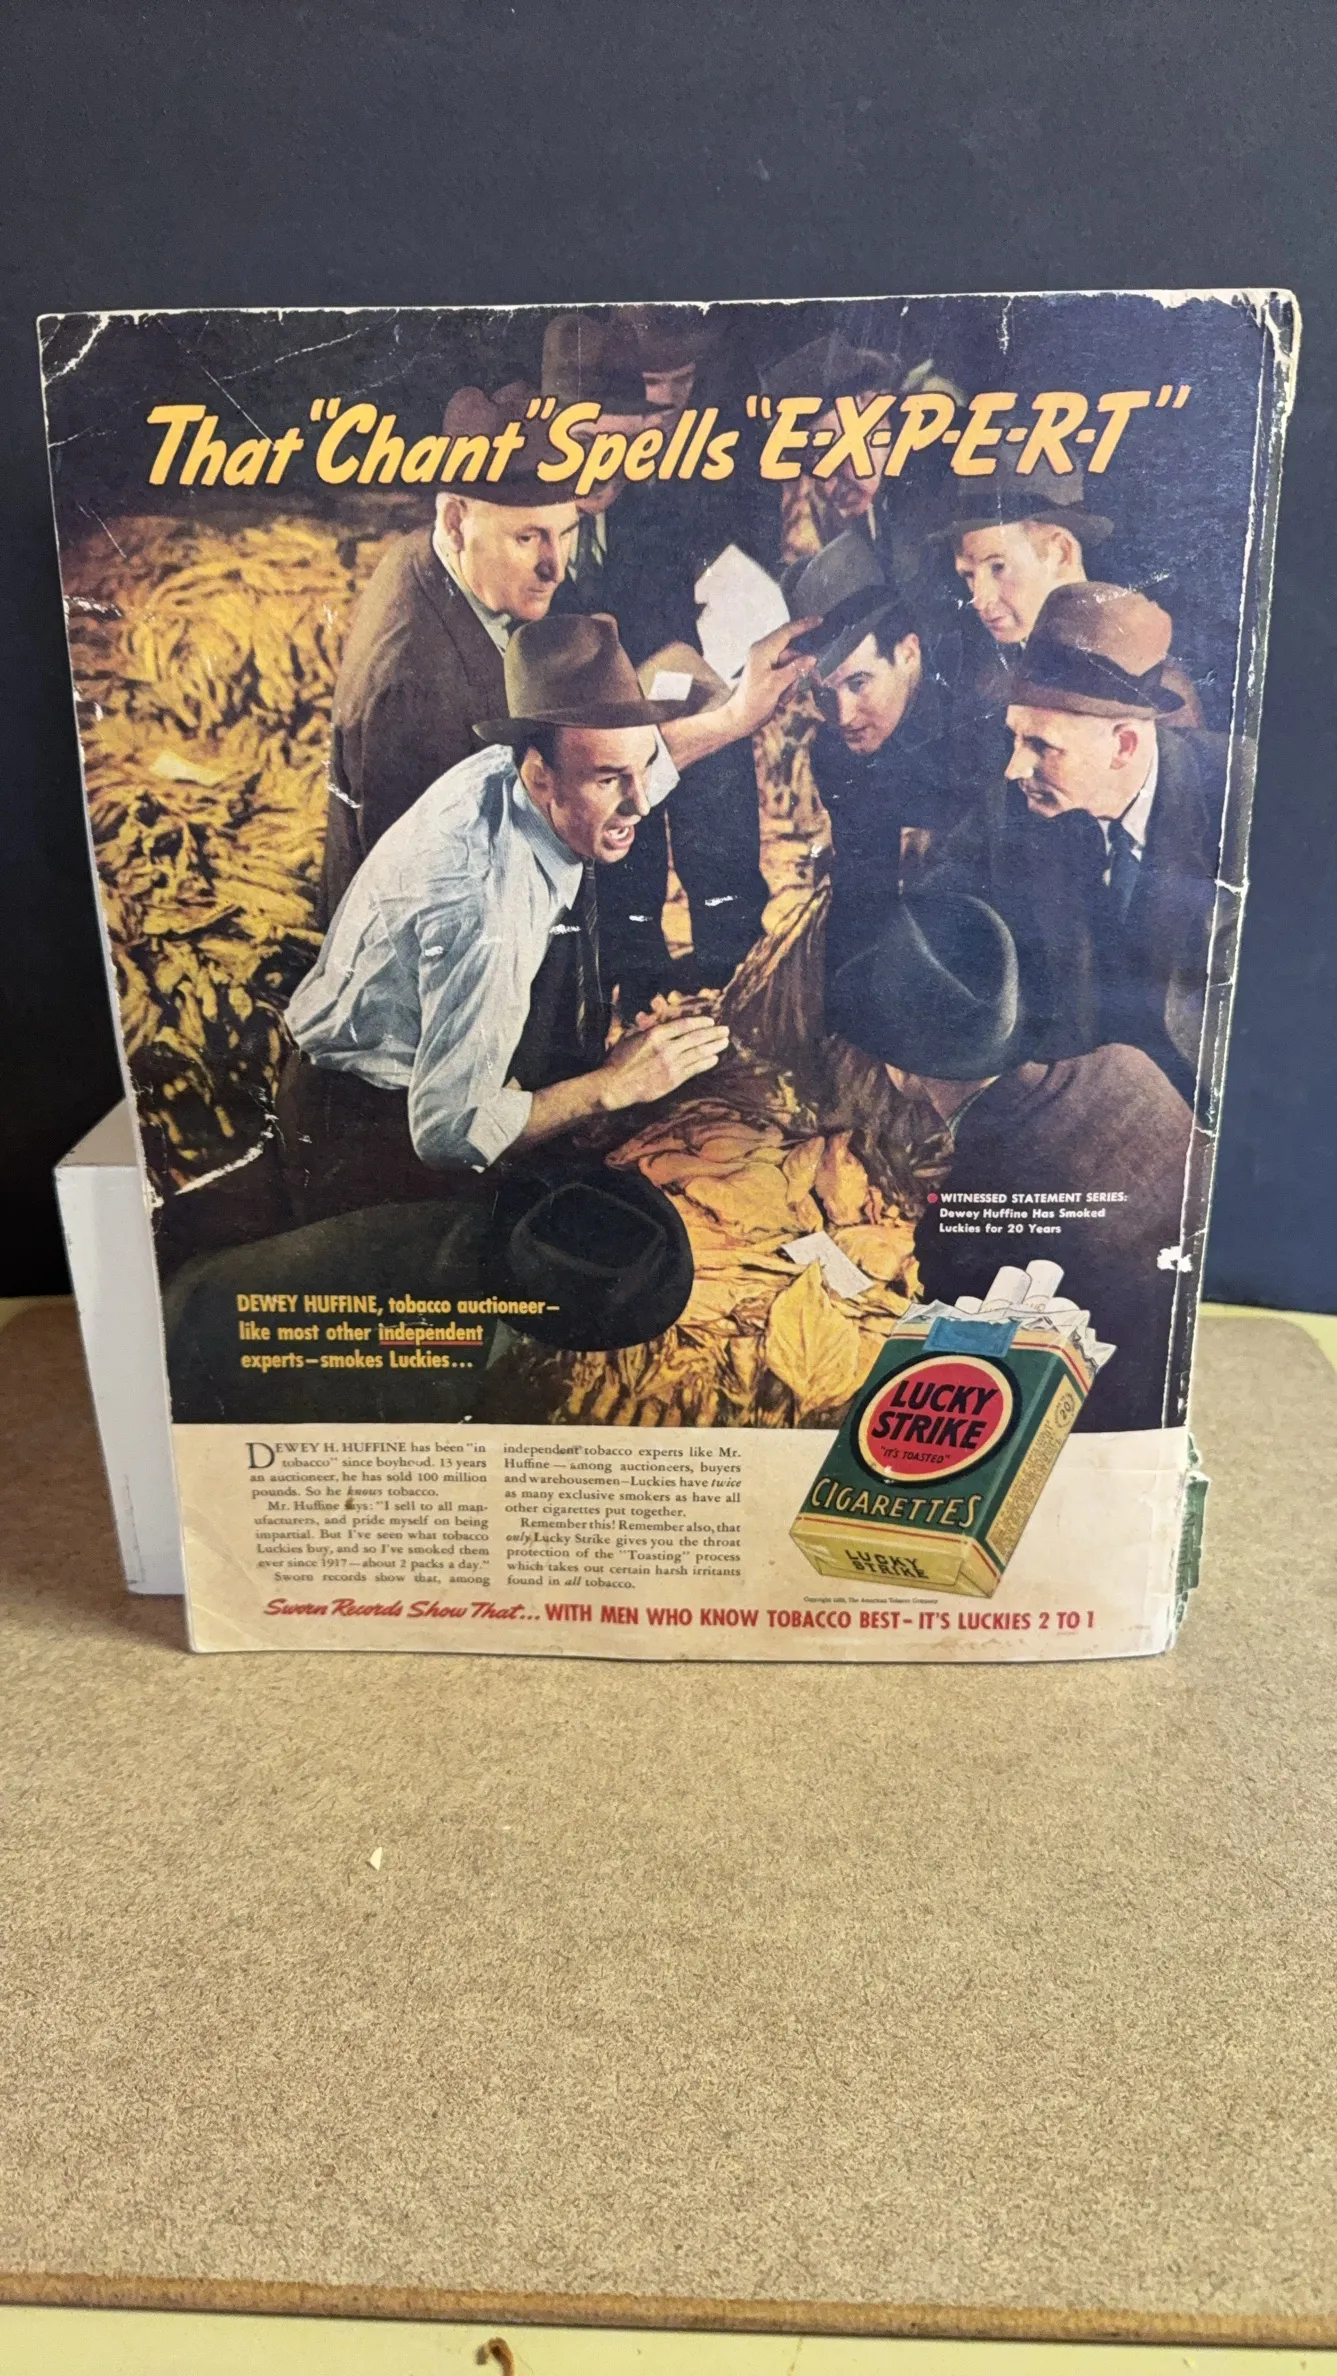 That "Chant" Spells "E-X-P-E-R-T"
WITNESSED STATEMENT SERIES:
Dewey Huffine Has Smoked
Luckies for 20 Years
DEWEY HUFFINE, tobacco auctioneer—
like most other independent
experts—smokes Luckies...
LUCKY
STRIKE
"IT'S TOASTED"
CIGARETTES
LUCKY
STRIKE
20
DEWEY H. HUFFINE has been "in
tobacco" since boyhood. 13 years
an auctioneer, he has sold 100 million
pounds. So he knows tobacco.
Mr. Huffine says: "I sell to all man-
ufacturers, and pride myself on being
impartial. But I've seen what tobacco
Luckies buy, and so I've smoked them
ever since 1917—about 2 packs a day."
Sworn records show that, among
independent tobacco experts like Mr.
Huffine — among auctioneers, buyers
and warehousemen—Luckies have twice
as many exclusive smokers as have all
other cigarettes put together.
Remember this! Remember also, that
only Lucky Strike gives you the throat
protection of the "Toasting" process
which takes out certain harsh irritants
found in all tobacco.
The American Tobacco Company
Sworn Records Show That... WITH MEN WHO KNOW TOBACCO BEST—IT'S LUCKIES 2 TO 1